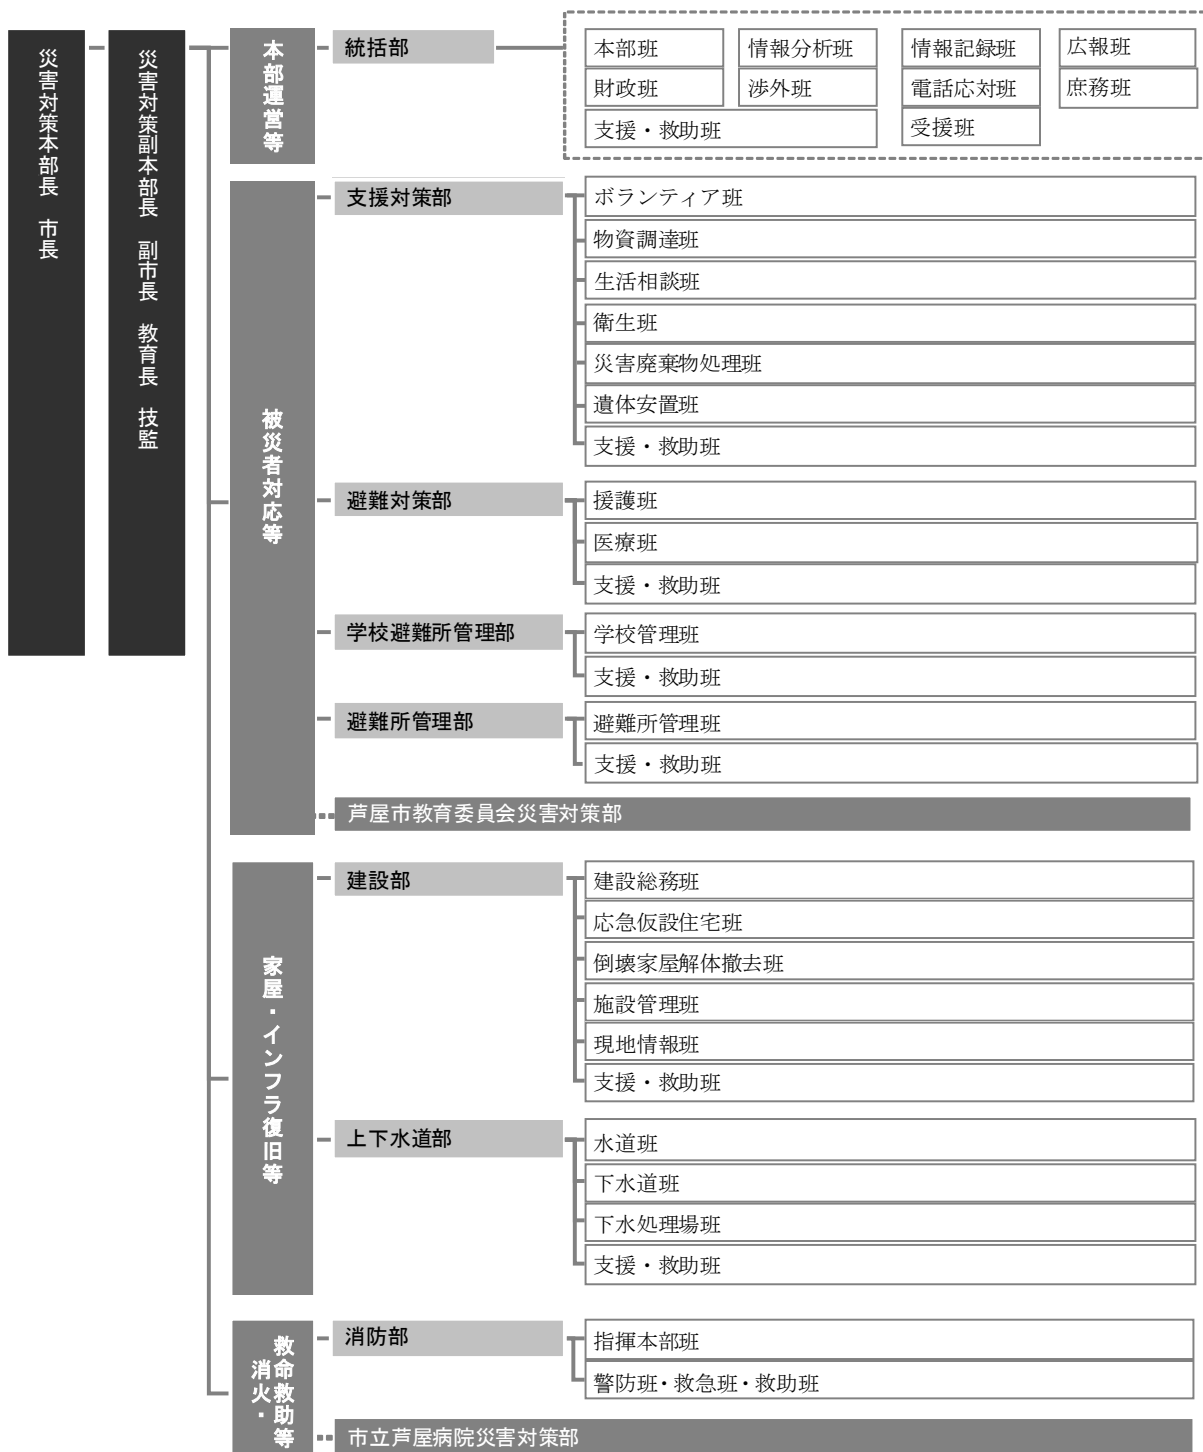 災害対策本部長　市長
災害対策副本部長　副市長　教育長　技監
本部運営等
統括部
本部班
情報分析班
情報記録班
広報班
財政班
渉外班
電話応対班
庶務班
支援・救助班
受援班
被災者対応等
支援対策部
ボランティア班
物資調達班
生活相談班
衛生班
災害廃棄物処理班
遺体安置班
支援・救助班
避難対策部
援護班
医療班
支援・救助班
学校避難所管理部
学校管理班
支援・救助班
避難所管理部
避難所管理班
支援・救助班
芦屋市教育委員会災害対策部
家屋・インフラ復旧等
建設部
建設総務班
応急仮設住宅班
倒壊家屋解体撤去班
施設管理班
現地情報班
支援・救助班
上下水道部
水道班
下水道班
下水処理場班
支援・救助班
救命救助等
消火・
消防部
指揮本部班
警防班・救急班・救助班
市立芦屋病院災害対策部